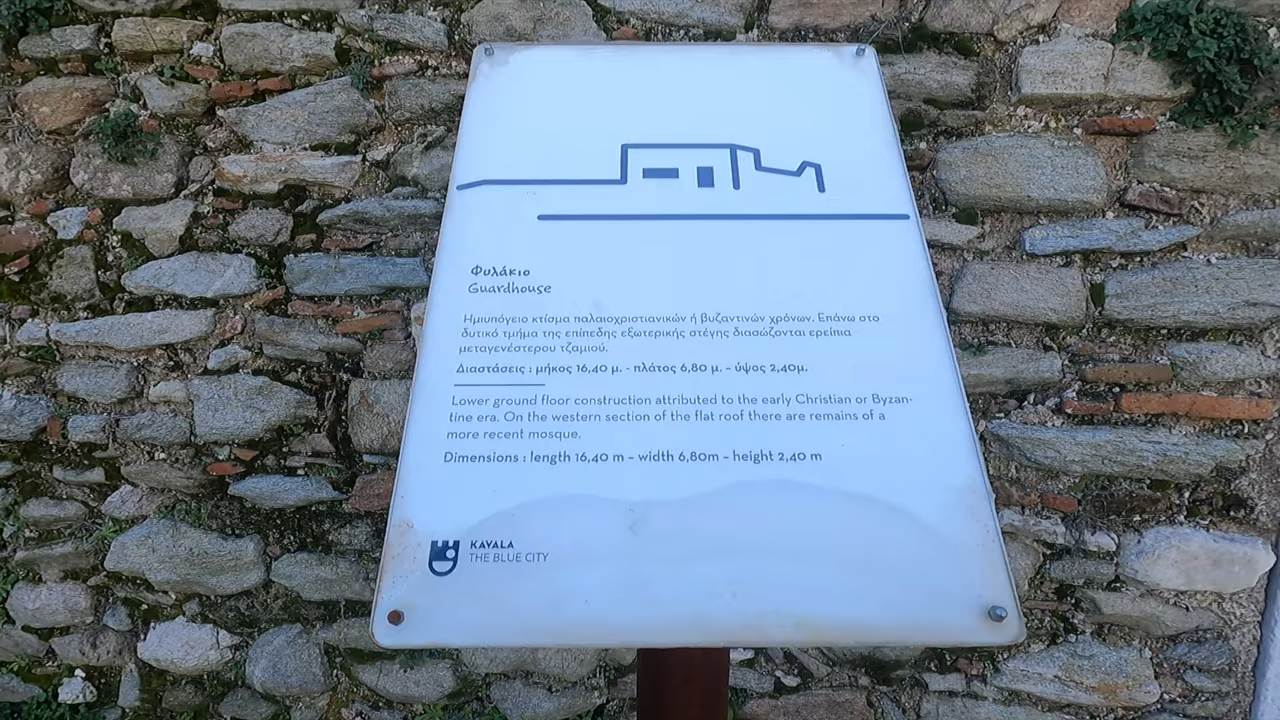 Φυλάκιο
Guardhouse
Ημιυπόγειο κτίσμα παλαιοχριστιανικών ή βυζαντινών χρόνων. Επάνω στο
δυτικό τμήμα της επίπεδης εξωτερικής στέγης διασώζονται ερείπια
μεταγενέστερου τζαμιού.
Διαστάσεις : μήκος 16,40 μ. - πλάτος 6,80 μ. - ύψος 2,40μ.
Lower ground floor construction attributed to the early Christian or Byzan-
tine era. On the western section of the flat roof there are remains of a
more recent mosque.
Dimensions : length 16,40 m - width 6,80m - height 2,40 m
KAVALA
THE BLUE CITY